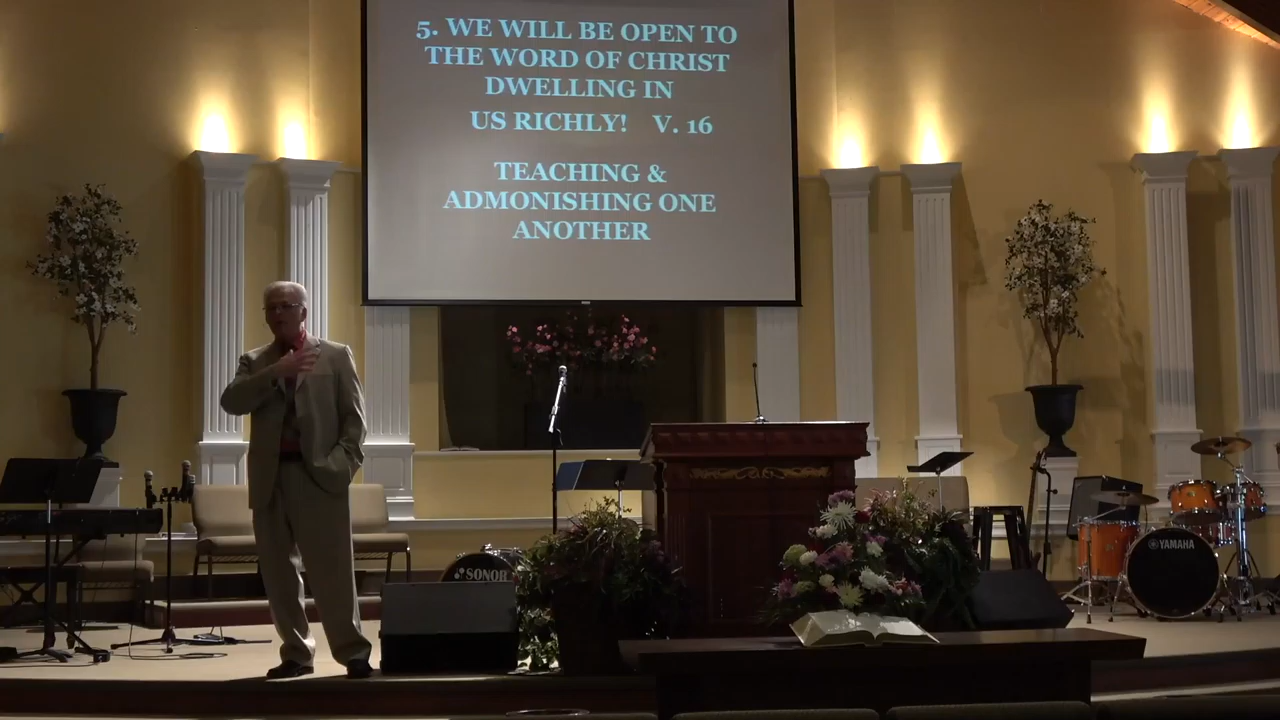 5. WE WILL BE OPEN TO
THE WORD OF CHRIST
DWELLING IN
US RICHLY! V. 16
TEACHING &
ADMONISHING ONE
ANOTHER
SONOR
YAMAHA